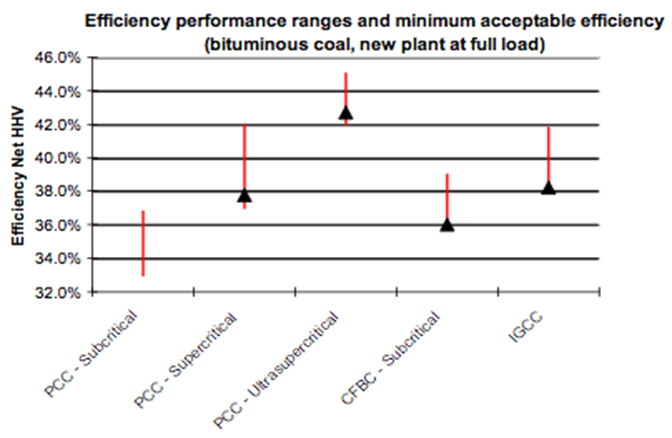 Efficiency performance ranges and minimum acceptable efficiency
(bituminous coal, new plant at full load)
Efficiency Net HHV
46.0%
44.0%
42.0%
40.0%
38.0%
36.0%
34.0%
32.0%
PCC - Subcritical
PCC - Supercritical
PCC - Ultrasupercritical
CFBC - Subcritical
IGCC